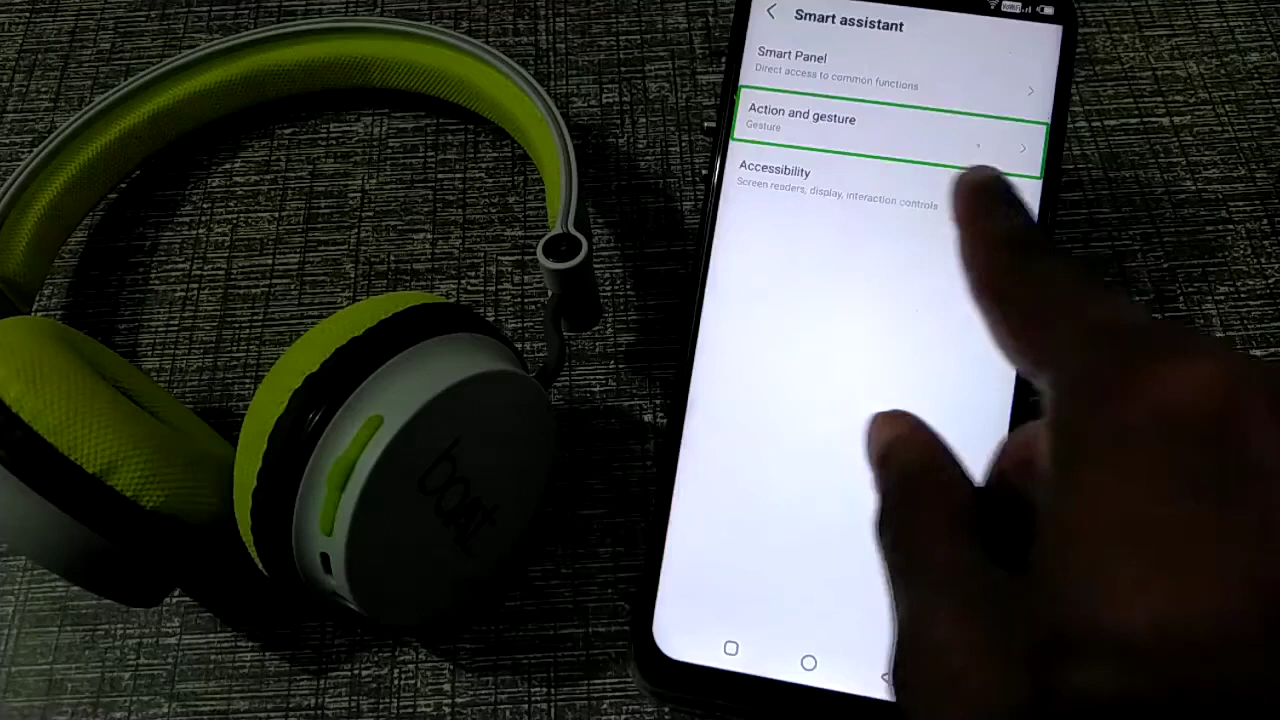 Smart assistant
Smart Panel
Direct access to common functions
Action and gesture
Gesture
Accessibility
Screen readers, display, interaction controls
boAt